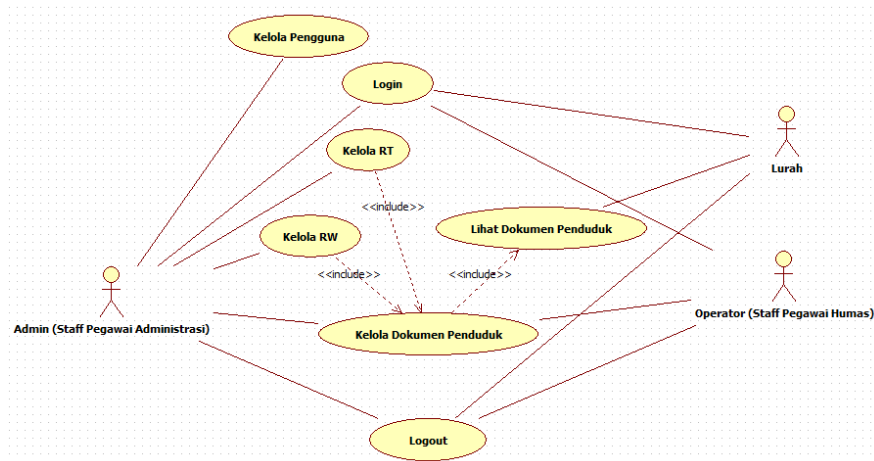 Kelola Pengguna
Login
Kelola RT
Lurah
<<include>>
Kelola RW
Lihat Dokumen Penduduk
<<include>>
<<include>>
Operator (Staff Pegawai Humas)
Admin (Staff Pegawai Administrasi)
Kelola Dokumen Penduduk
Logout